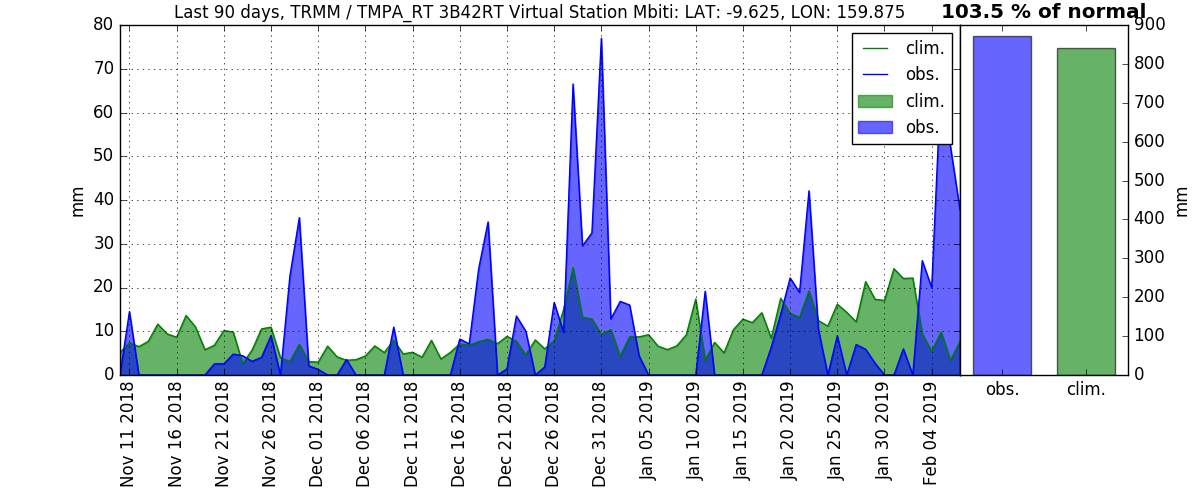 Last 90 days, TRMM / TMPA_RT 3B42RT Virtual Station Mbiti: LAT: -9.625, LON: 159.875
103.5 % of normal
80
70
60
50
40
30
20
10
0
mm
clim.
obs.
clim.
obs.
900
800
700
600
500
400
300
200
100
0
mm
obs.
clim.
Nov 11 2018
Nov 16 2018
Nov 21 2018
Nov 26 2018
Dec 01 2018
Dec 06 2018
Dec 11 2018
Dec 16 2018
Dec 21 2018
Dec 26 2018
Dec 31 2018
Jan 05 2019
Jan 10 2019
Jan 15 2019
Jan 20 2019
Jan 25 2019
Jan 30 2019
Feb 04 2019